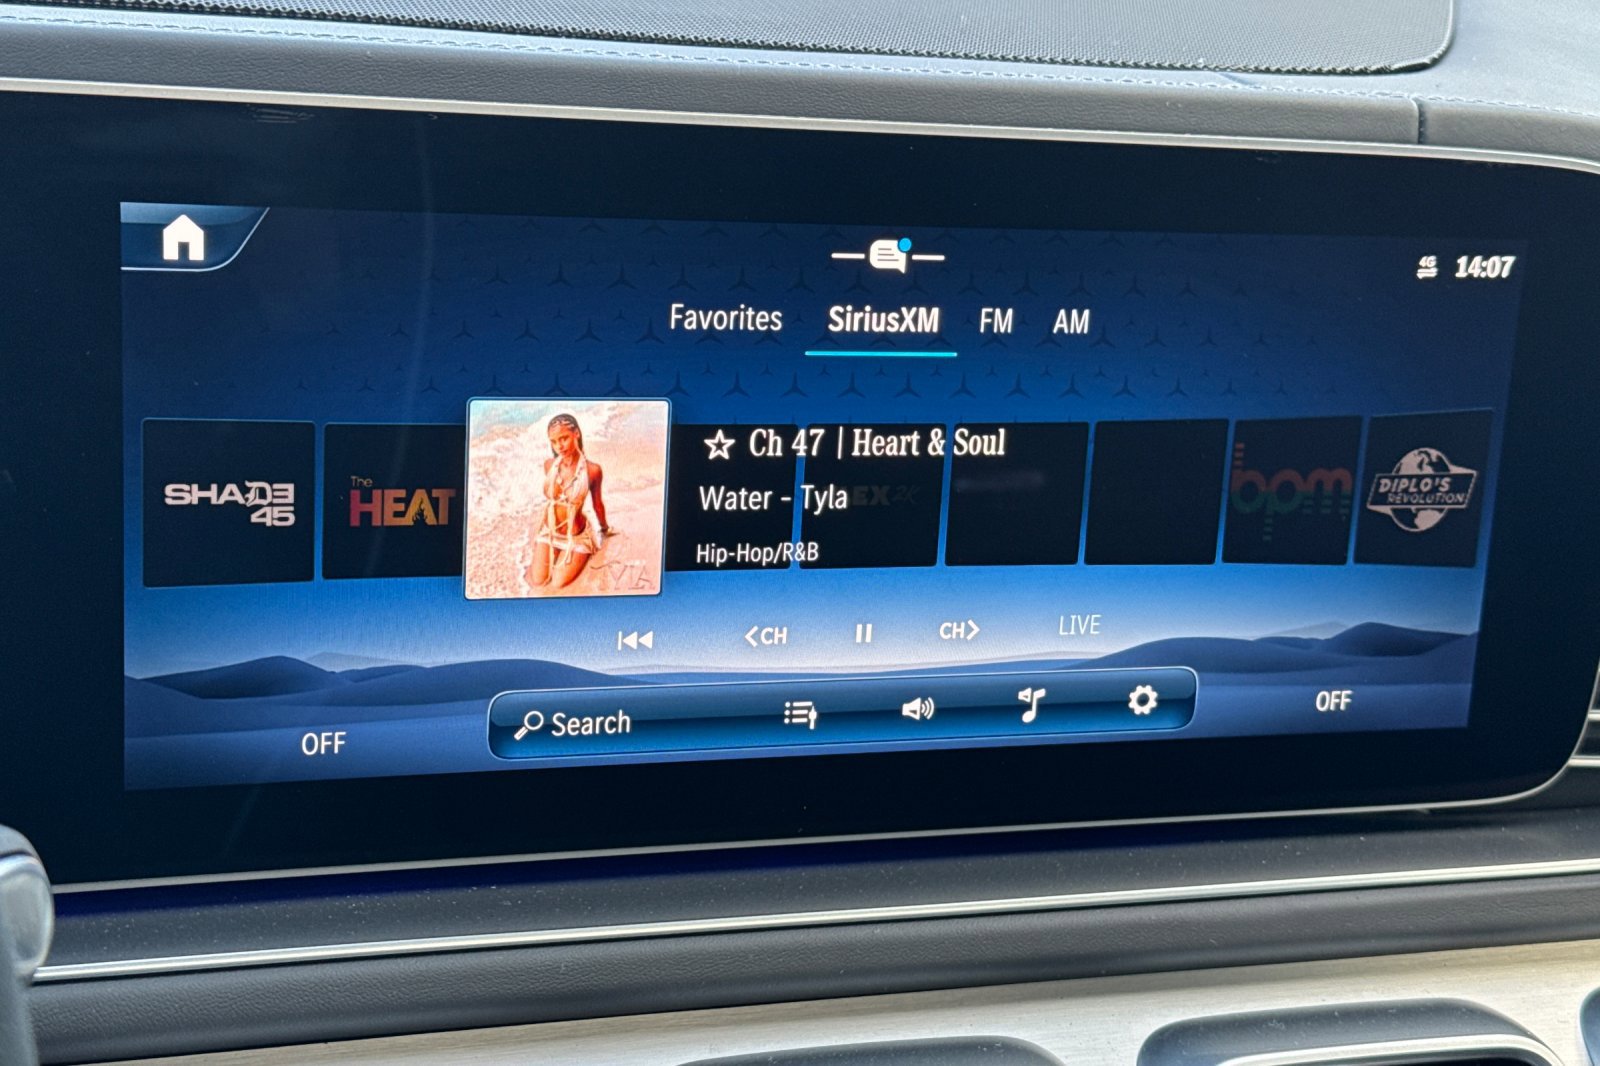 4G 14:07
Favorites SiriusXM FM AM
SHADE 45
The HEAT
☆ Ch 47 | Heart & Soul
Water - Tyla
Hip-Hop/R&B
bpm
DIPLO'S
REVOLUTION
<CH CH> LIVE
OFF
Search
OFF